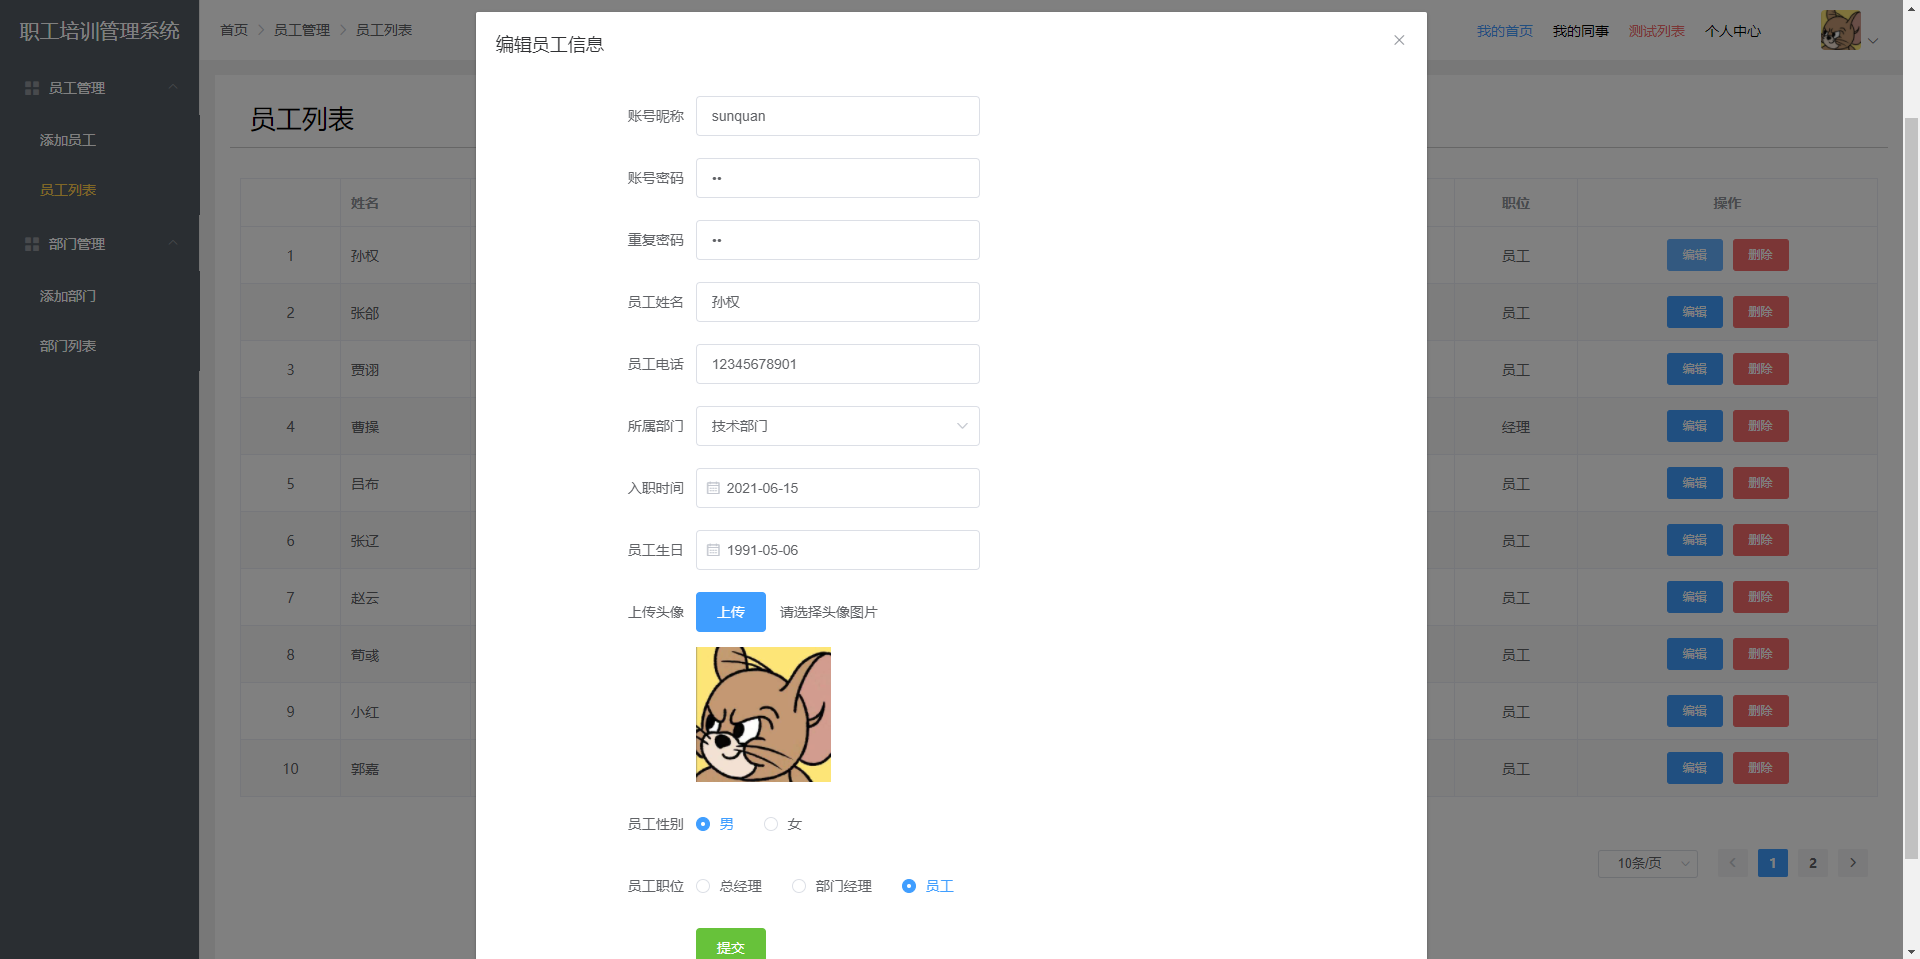 职工培训管理系统
员工管理
添加员工
员工列表
部门管理
添加部门
部门列表
首页 员工管理 员工列表
我的首页 我的同事 测试列表 个人中心
员工列表
姓名 职位 操作
1 孙权 员工 编辑 删除
2 张郃 员工 编辑 删除
3 贾诩 员工 编辑 删除
4 曹操 经理 编辑 删除
5 吕布 员工 编辑 删除
6 张辽 员工 编辑 删除
7 赵云 员工 编辑 删除
8 荀彧 员工 编辑 删除
9 小红 员工 编辑 删除
10 郭嘉 员工 编辑 删除
10条/页 1 2
编辑员工信息
账号昵称 sunquan
账号密码 ••
重复密码 ••
员工姓名 孙权
员工电话 12345678901
所属部门 技术部门
入职时间 2021-06-15
员工生日 1991-05-06
上传头像 上传 请选择头像图片
员工性别 男 女
员工职位 总经理 部门经理 员工
提交